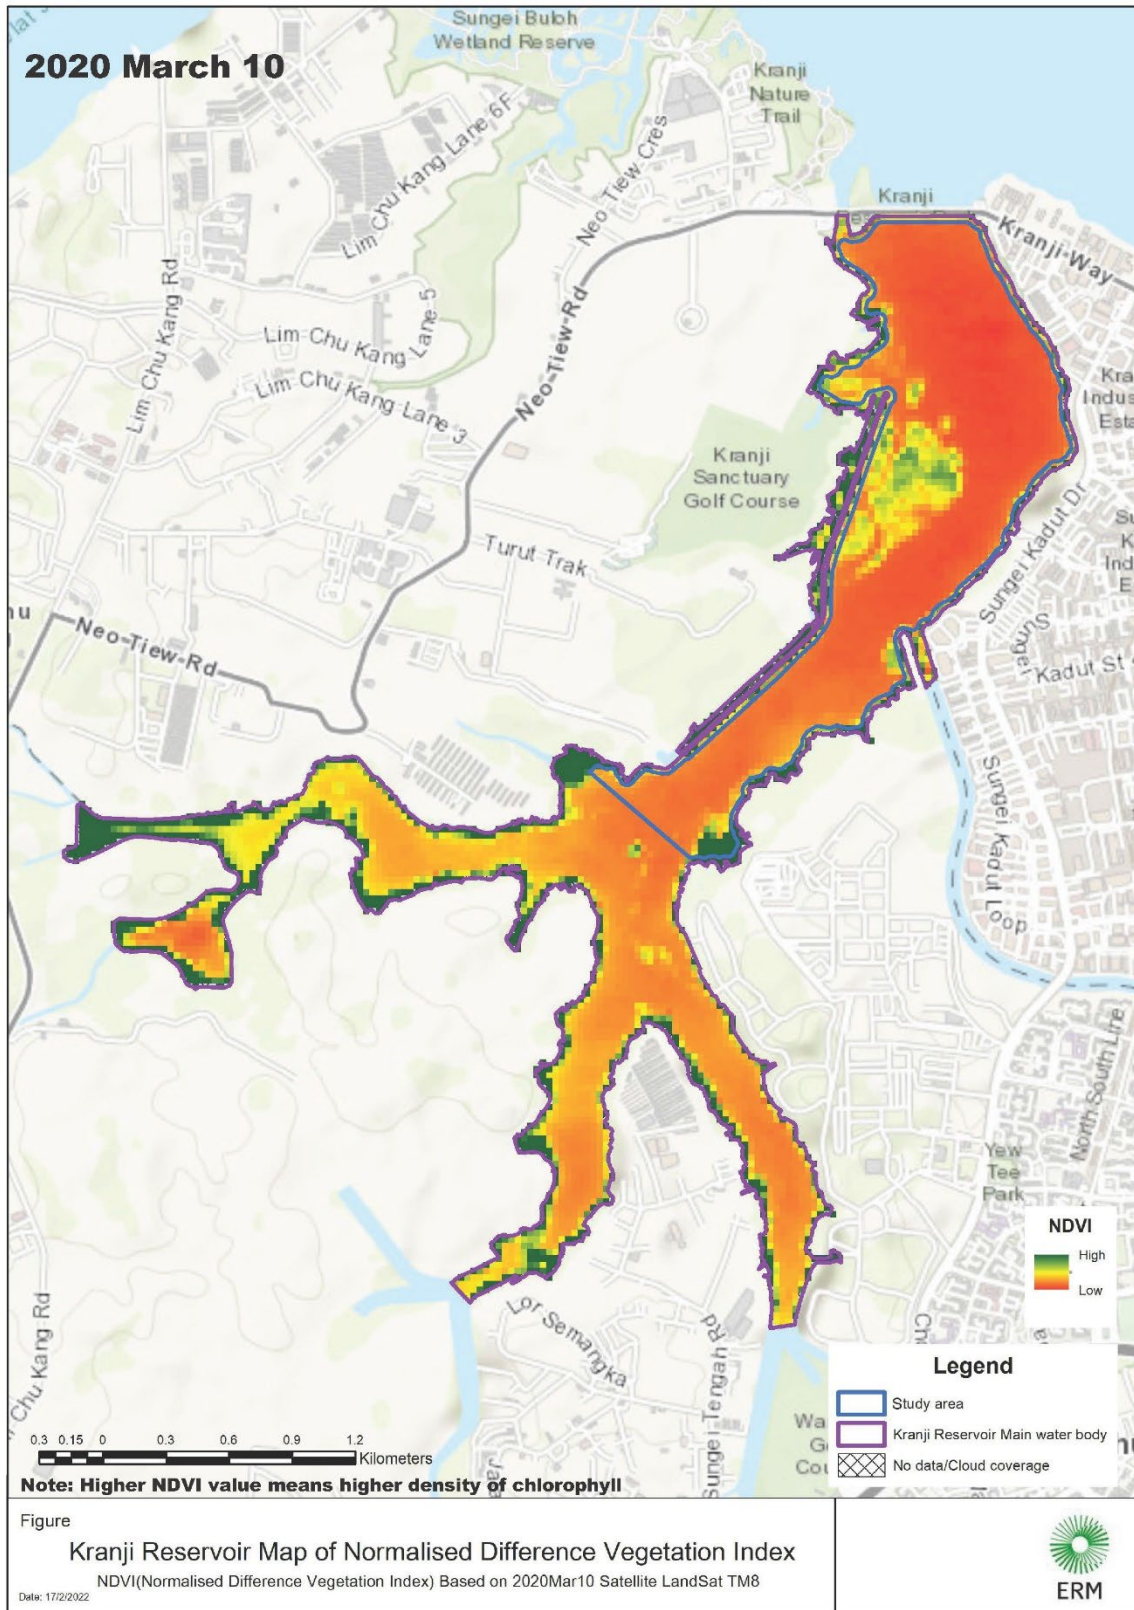 Sungei Buloh
Wetland Reserve
2020 March 10
Kranji
Nature
Trail
Lim Chu Kang Lane 6F
Neo Tiew Cres
Kranji
Kranji-Way
Lim Chu Kang Rd
Lim Chu Kang
Lane 5
Neo-Tiew-Rd
Lim Chu Kang Lane 3
Kra
Indus
Esta
Kranji
Sanctuary
Golf Course
Sungei Kadut Dr
Su
K
Ind
E
Turut Trak
Sungei
Kadut St
Neo-Tiew-Rd
Sungei Kadut Loop
North South Line
Yew
Tee
Park
NDVI
High
Low
Lor Semangka
Sungei Tengah Rd
Chu Kang Rd
Legend
Study area
Kranji Reservoir Main water body
No data/Cloud coverage
Wa
G
Cou
0.3 0.15 0 0.3 0.6 0.9 1.2
Kilometers
Note: Higher NDVI value means higher density of chlorophyll
Figure
Kranji Reservoir Map of Normalised Difference Vegetation Index
NDVI(Normalised Difference Vegetation Index) Based on 2020Mar10 Satellite LandSat TM8
Date: 17/2/2022
ERM